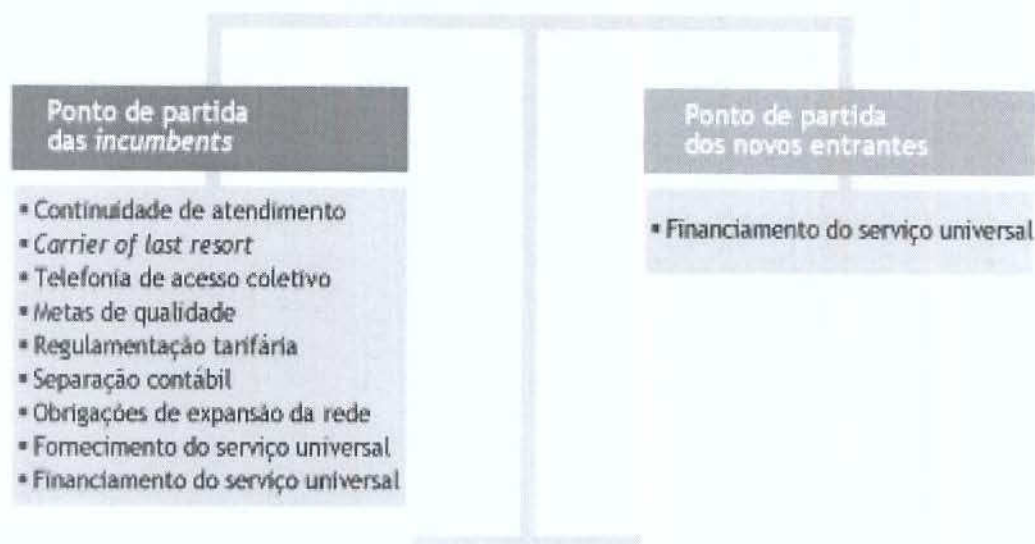 Ponto de partida
das incumbents
▪ Continuidade de atendimento
▪ Carrier of last resort
▪ Telefonia de acesso coletivo
▪ Metas de qualidade
▪ Regulamentação tarifária
▪ Separação contábil
▪ Obrigações de expansão da rede
▪ Fornecimento do serviço universal
▪ Financiamento do serviço universal
Ponto de partida
dos novos entrantes
▪ Financiamento do serviço universal